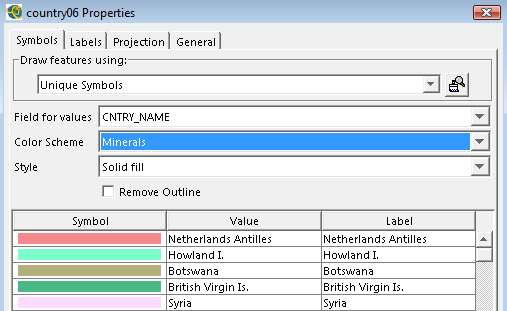 country06 Properties
Symbols Labels Projection General
Draw features using:
Unique Symbols
Field for values CNTRY_NAME
Color Scheme Minerals
Style Solid fill
Remove Outline
Symbol Value Label
Netherlands Antilles Netherlands Antilles
Howland I. Howland I.
Botswana Botswana
British Virgin Is. British Virgin Is.
Syria Syria